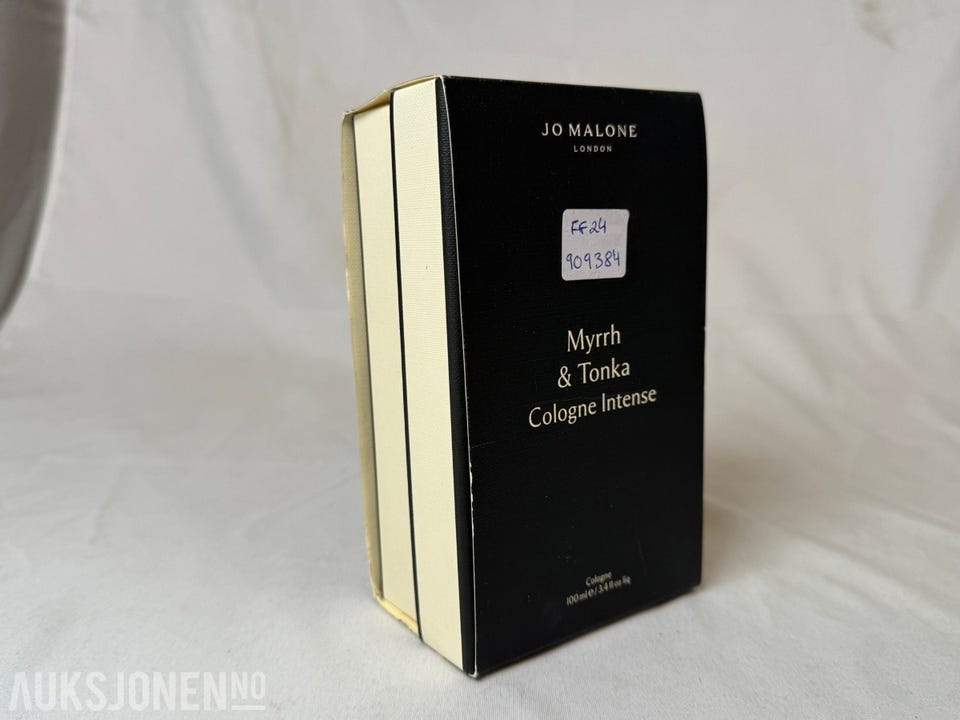 JO MALONE
LONDON
FF24
909384
Myrrh
& Tonka
Cologne Intense
Cologne
100 ml ℮ / 3.4 fl oz liq
AUKSJONEN NO